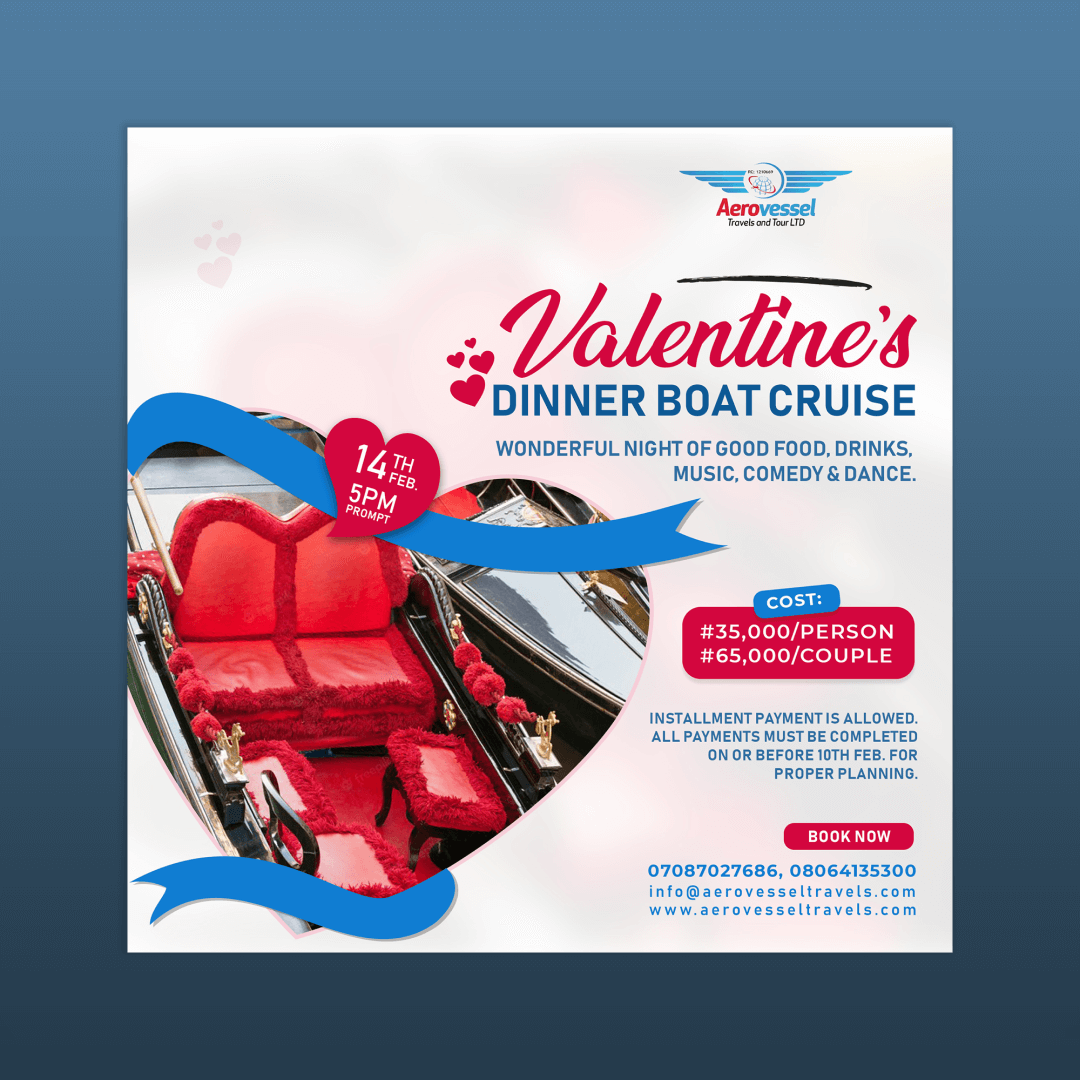 RC: 1210669
Aerovessel
Travels and Tour LTD
Valentine's
DINNER BOAT CRUISE
WONDERFUL NIGHT OF GOOD FOOD, DRINKS,
MUSIC, COMEDY & DANCE.
14TH
FEB.
5PM
PROMPT
COST:
#35,000/PERSON
#65,000/COUPLE
INSTALLMENT PAYMENT IS ALLOWED.
ALL PAYMENTS MUST BE COMPLETED
ON OR BEFORE 10TH FEB. FOR
PROPER PLANNING.
BOOK NOW
07087027686, 08064135300
info@aerovesseltravels.com
www.aerovesseltravels.com